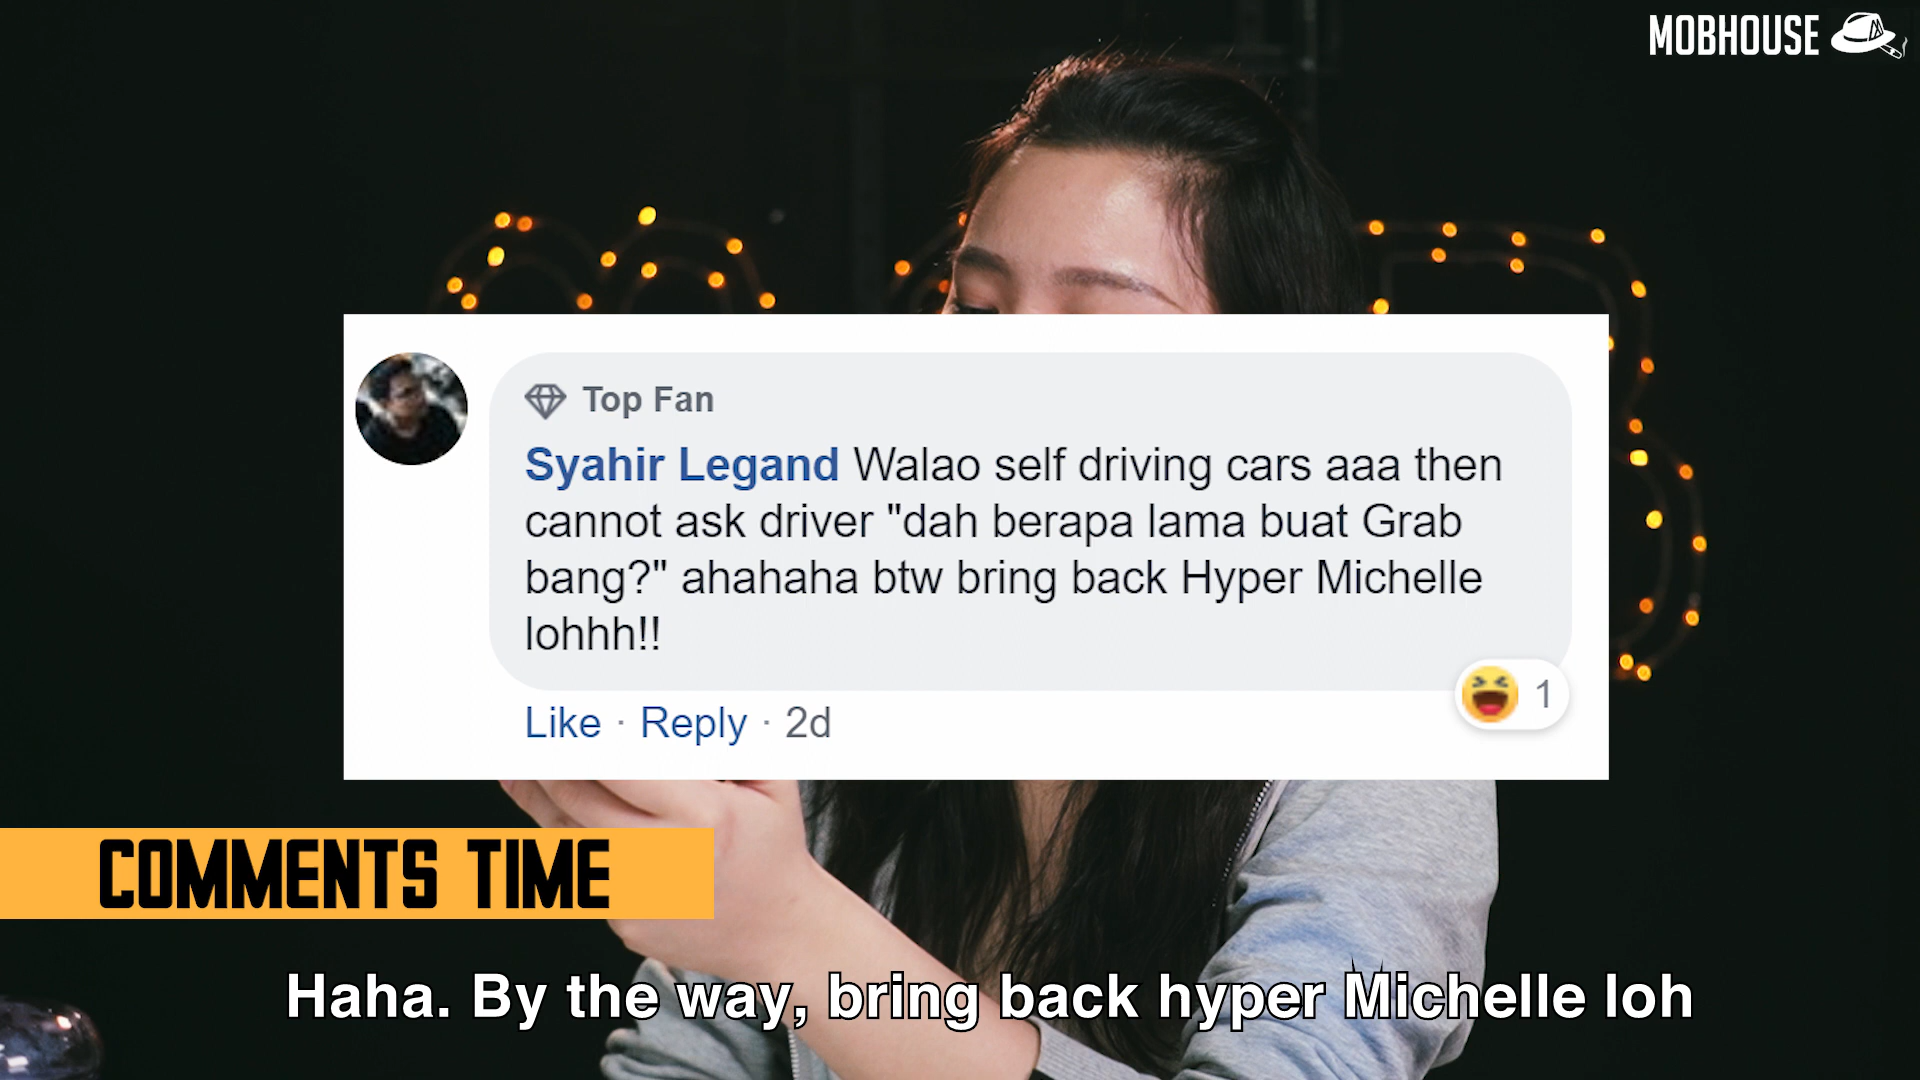 MOBHOUSE
Top Fan
Syahir Legand Walao self driving cars aaa then
cannot ask driver "dah berapa lama buat Grab
bang?" ahahaha btw bring back Hyper Michelle
lohhh!!
1
Like · Reply · 2d
COMMENTS TIME
Haha. By the way, bring back hyper Michelle loh